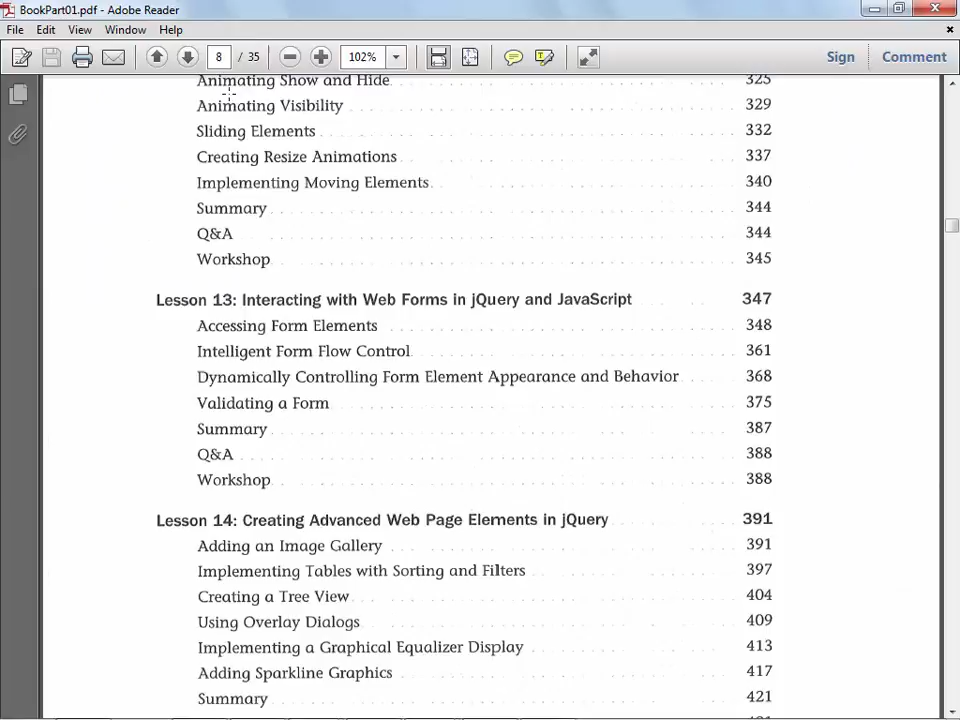 BookPart01.pdf - Adobe Reader
File Edit View Window Help
8 / 35 102% Sign Comment
Animating Show and Hide 325
Animating Visibility 329
Sliding Elements 332
Creating Resize Animations 337
Implementing Moving Elements 340
Summary 344
Q&A 344
Workshop 345
Lesson 13: Interacting with Web Forms in jQuery and JavaScript 347
Accessing Form Elements 348
Intelligent Form Flow Control 361
Dynamically Controlling Form Element Appearance and Behavior 368
Validating a Form 375
Summary 387
Q&A 388
Workshop 388
Lesson 14: Creating Advanced Web Page Elements in jQuery 391
Adding an Image Gallery 391
Implementing Tables with Sorting and Filters 397
Creating a Tree View 404
Using Overlay Dialogs 409
Implementing a Graphical Equalizer Display 413
Adding Sparkline Graphics 417
Summary 421